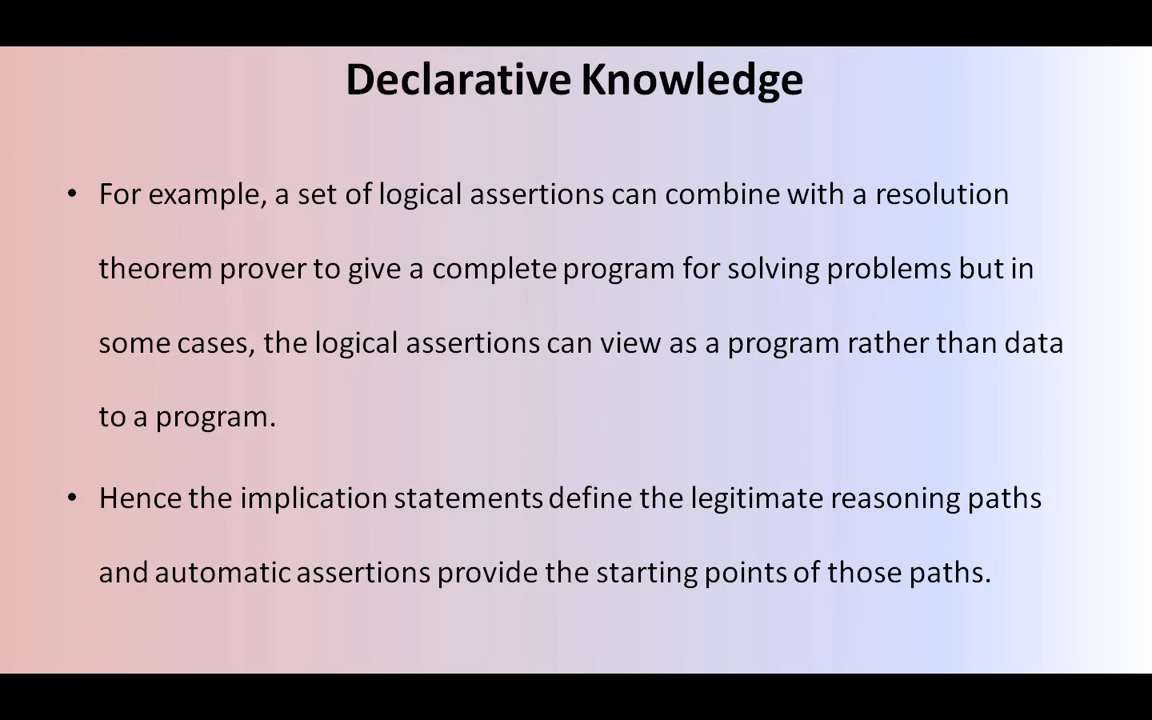 Declarative Knowledge
• For example, a set of logical assertions can combine with a resolution
theorem prover to give a complete program for solving problems but in
some cases, the logical assertions can view as a program rather than data
to a program.
• Hence the implication statements define the legitimate reasoning paths
and automatic assertions provide the starting points of those paths.